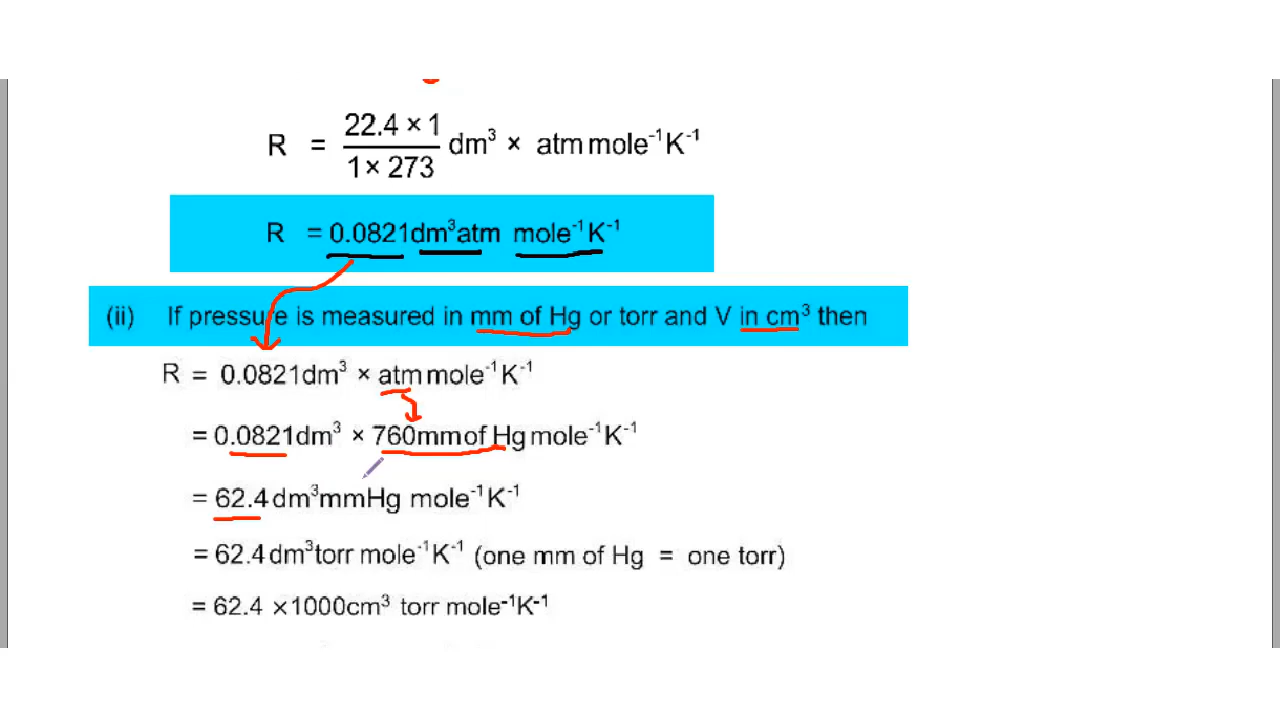 R = 22.4 × 1 / 1 × 273 dm³ × atm mole⁻¹K⁻¹
R = 0.0821dm³atm mole⁻¹K⁻¹
(ii) If pressure is measured in mm of Hg or torr and V in cm³ then
R = 0.0821dm³ × atm mole⁻¹K⁻¹
= 0.0821dm³ × 760mm of Hg mole⁻¹K⁻¹
= 62.4 dm³mmHg mole⁻¹K⁻¹
= 62.4 dm³torr mole⁻¹K⁻¹ (one mm of Hg = one torr)
= 62.4 ×1000cm³ torr mole⁻¹K⁻¹